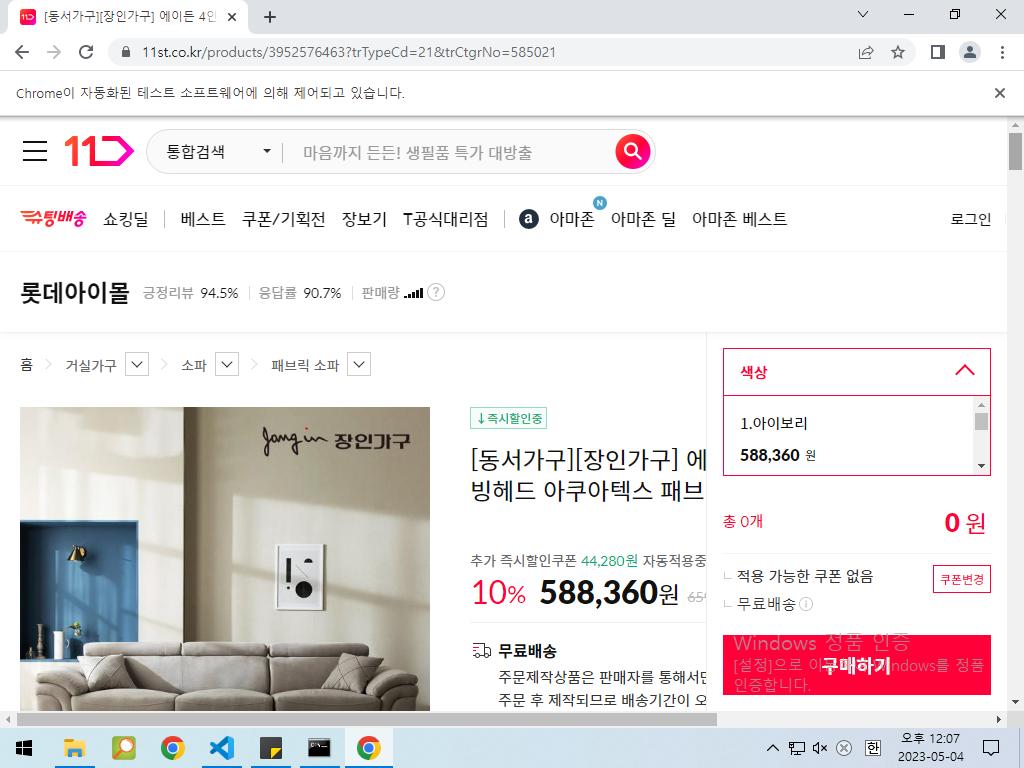 [동서가구][장인가구] 에이든 4인
11st.co.kr/products/3952576463?trTypeCd=21&trCtgrNo=585021
Chrome이 자동화된 테스트 소프트웨어에 의해 제어되고 있습니다.
통합검색 마음까지 든든! 생필품 특가 대방출
슈팅배송 쇼킹딜 베스트 쿠폰/기획전 장보기 T공식대리점 a 아마존 N 아마존 딜 아마존 베스트 로그인
롯데아이몰 긍정리뷰 94.5% 응답률 90.7% 판매량 ?
홈 거실가구 소파 패브릭 소파
색상
1.아이보리
588,360 원
Jang in 장인가구
↓즉시할인중
[동서가구][장인가구] 에
빙헤드 아쿠아텍스 패브
총 0개 0 원
추가 즉시할인쿠폰 44,280원 자동적용중
10% 588,360원
적용 가능한 쿠폰 없음 쿠폰변경
무료배송
무료배송
주문제작상품은 판매자를 통해서만
주문 후 제작되므로 배송기간이 오
구매하기
Windows 정품 인증
[설정]으로 이동하여 Windows를 정품
인증합니다.
한
오후 12:07
2023-05-04